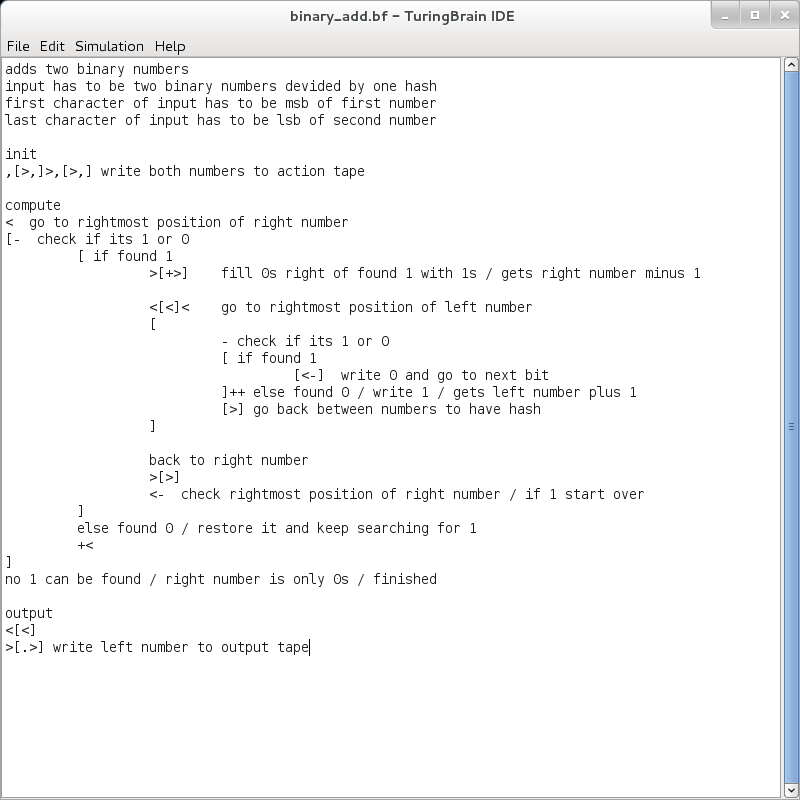 binary_add.bf – TuringBrain IDE
File Edit Simulation Help
adds two binary numbers
input has to be two binary numbers devided by one hash
first character of input has to be msb of first number
last character of input has to be lsb of second number
init
,[>,]>,[>,] write both numbers to action tape
compute
<  go to rightmost position of right number
[-  check if its 1 or 0
[ if found 1
>[+>]    fill 0s right of found 1 with 1s / gets right number minus 1
<[<]<    go to rightmost position of left number
[
- check if its 1 or 0
[ if found 1
[<-]  write 0 and go to next bit
]++ else found 0 / write 1 / gets left number plus 1
[>] go back between numbers to have hash
]
back to right number
>[>]
<-  check rightmost position of right number / if 1 start over
]
else found 0 / restore it and keep searching for 1
+<
]
no 1 can be found / right number is only 0s / finished
output
<[<]
>[.>] write left number to output tape